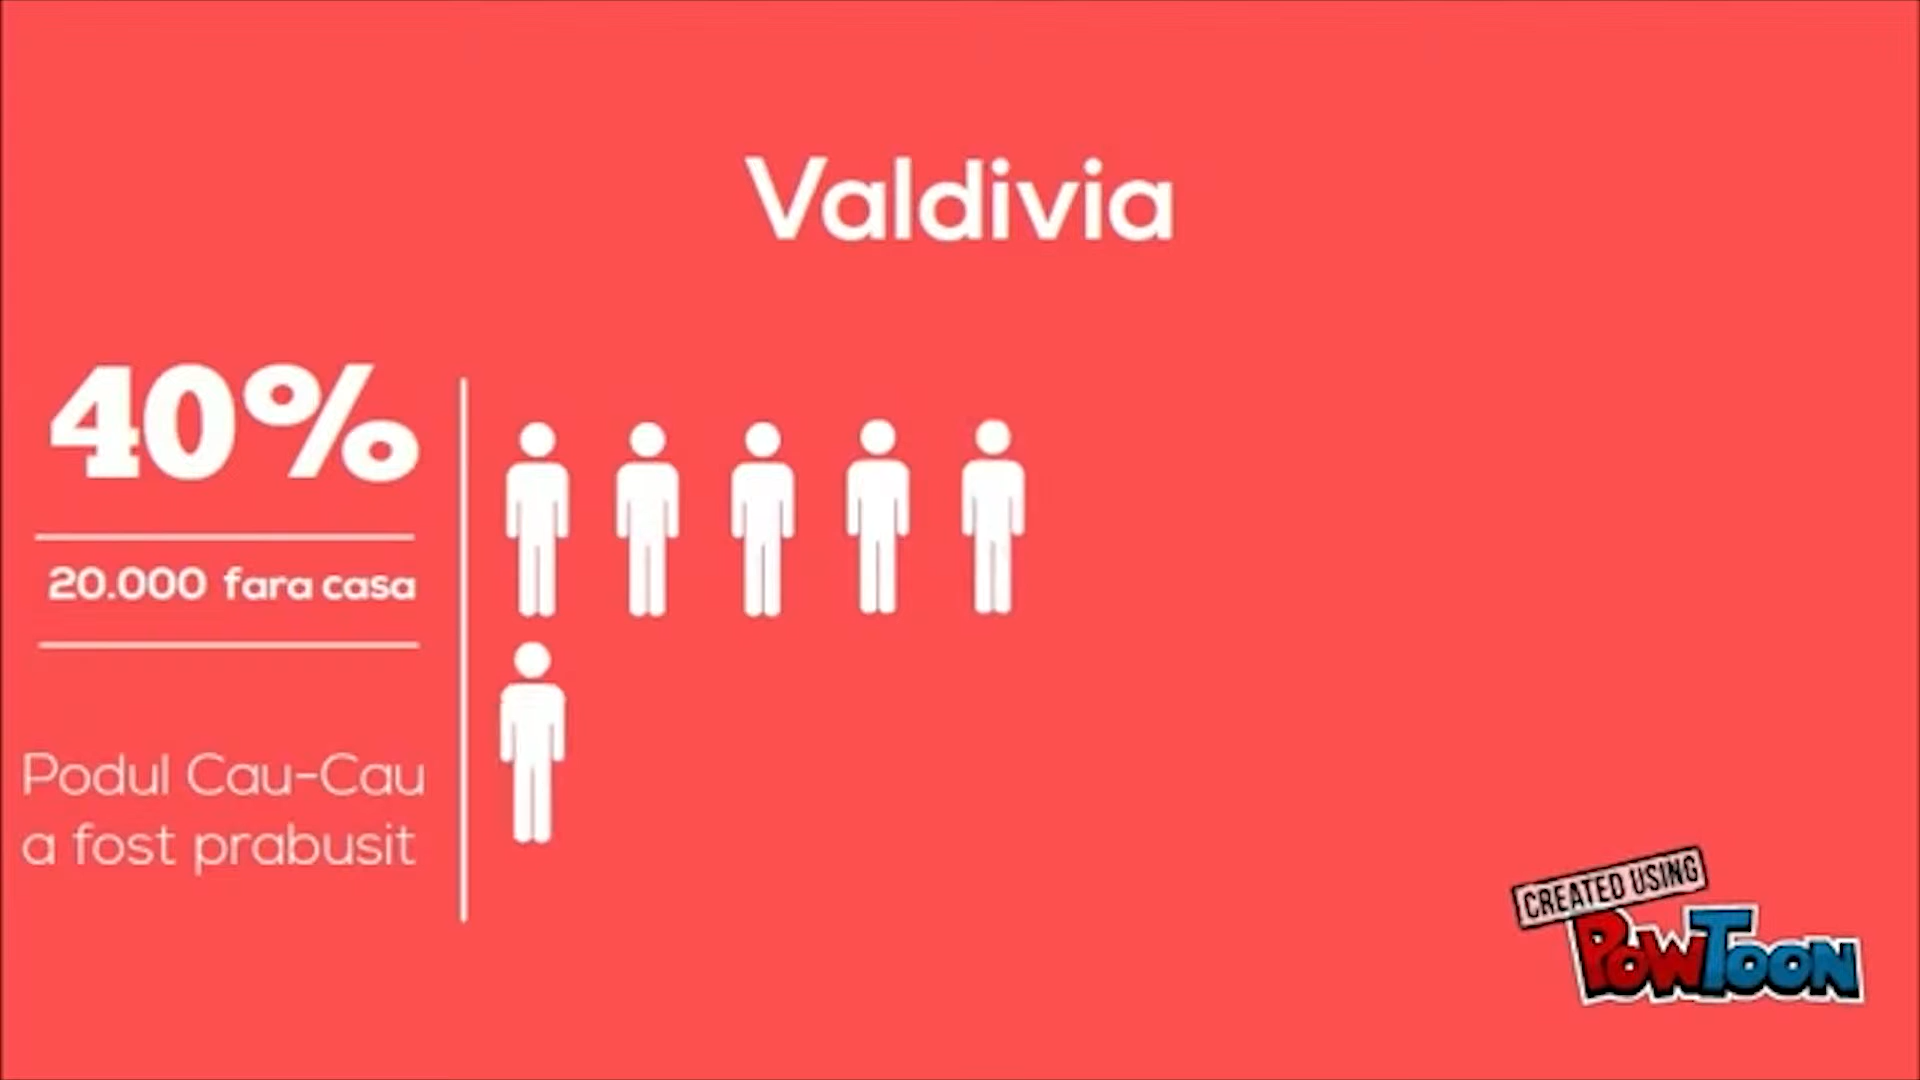 Valdivia
40%
20.000 fara casa
Podul Cau-Cau
a fost prabusit
CREATED USING
POWTOON